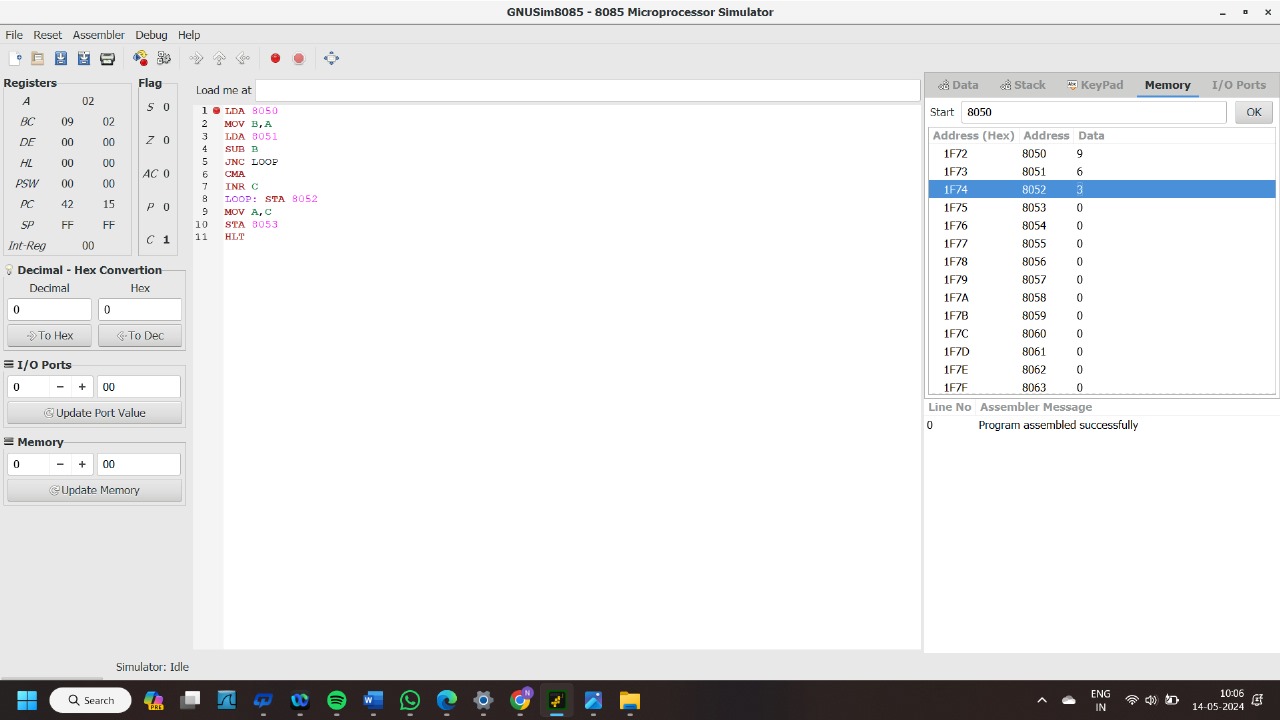 GNUSim8085 - 8085 Microprocessor Simulator
File Reset Assembler Debug Help
Registers
A 02
BC 09 02
DE 00 00
HL 00 00
PSW 00 00
PC 42 15
SP FF FF
Int-Reg 00
Flag
S 0
Z 0
AC 0
P 0
C 1
Decimal - Hex Convertion
Decimal Hex
0 0
To Hex To Dec
I/O Ports
0 − + 00
Update Port Value
Memory
0 − + 00
Update Memory
Load me at
1 LDA 8050
2 MOV B,A
3 LDA 8051
4 SUB B
5 JNC LOOP
6 CMA
7 INR C
8 LOOP: STA 8052
9 MOV A,C
10 STA 8053
11 HLT
Data Stack KeyPad Memory I/O Ports
Start 8050 OK
Address (Hex) Address Data
1F72 8050 9
1F73 8051 6
1F74 8052 3
1F75 8053 0
1F76 8054 0
1F77 8055 0
1F78 8056 0
1F79 8057 0
1F7A 8058 0
1F7B 8059 0
1F7C 8060 0
1F7D 8061 0
1F7E 8062 0
1F7F 8063 0
Line No Assembler Message
0 Program assembled successfully
Simulator: Idle
Search
PRE
N
ENG
IN
10:06
14-05-2024